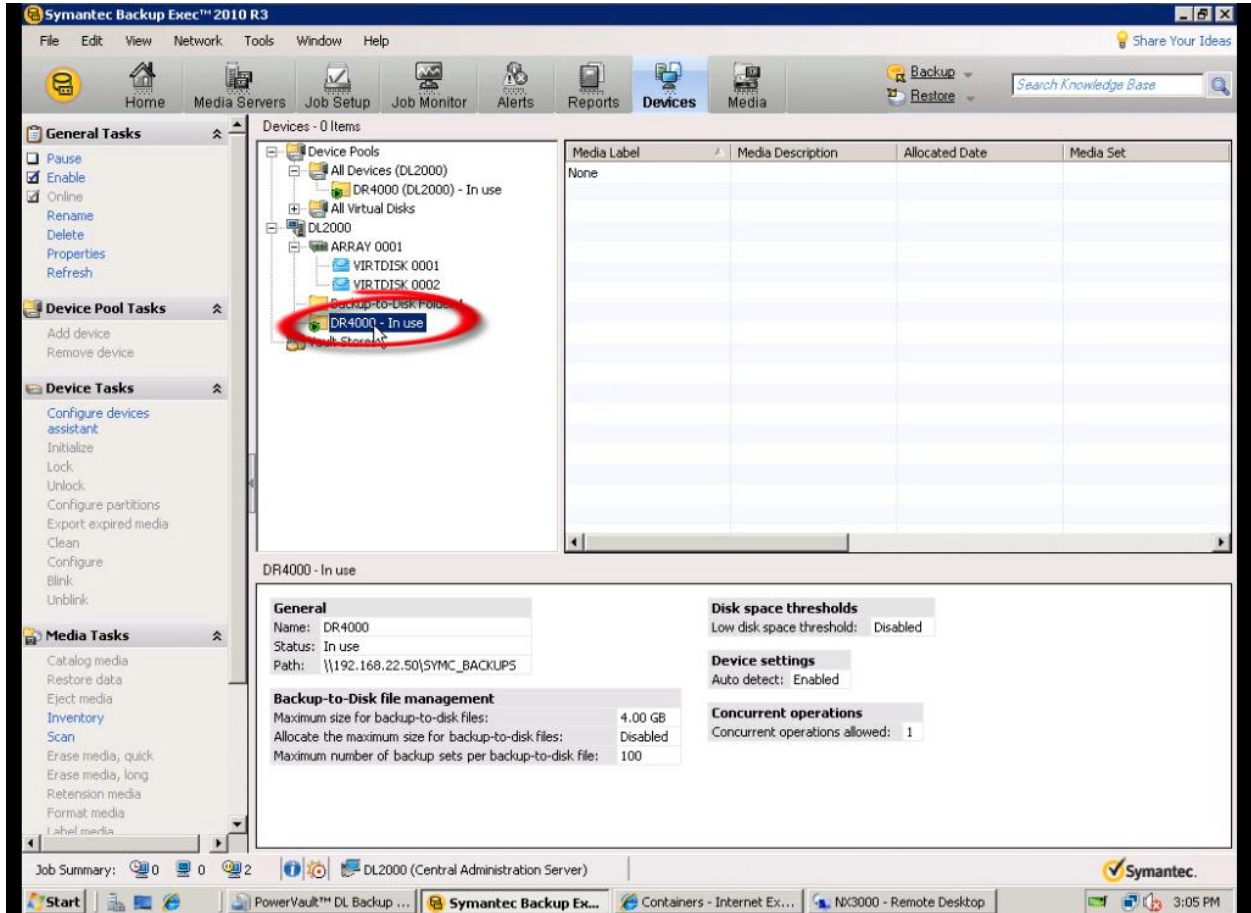 Symantec Backup Exec™ 2010 R3
File Edit View Network Tools Window Help
Share Your Ideas
Home
Media Servers
Job Setup
Job Monitor
Alerts
Reports
Devices
Media
Backup
Restore
Search Knowledge Base
General Tasks
Pause
Enable
Online
Rename
Delete
Properties
Refresh
Device Pool Tasks
Add device
Remove device
Device Tasks
Configure devices
assistant
Initialize
Lock
Unlock
Configure partitions
Export expired media
Clean
Configure
Blink
Unblink
Media Tasks
Catalog media
Restore data
Eject media
Inventory
Scan
Erase media, quick
Erase media, long
Retension media
Format media
Label media
Devices - 0 Items
Device Pools
All Devices (DL2000)
DR4000 (DL2000) - In use
All Virtual Disks
DL2000
ARRAY 0001
VIRTDISK 0001
VIRTDISK 0002
Backup-to-Disk
DR4000 - In use
Vault Stores
Media Label Media Description Allocated Date Media Set
None
DR4000 - In use
General
Name: DR4000
Status: In use
Path: \\192.168.22.50\SYMC_BACKUPS
Backup-to-Disk file management
Maximum size for backup-to-disk files: 4.00 GB
Allocate the maximum size for backup-to-disk files: Disabled
Maximum number of backup sets per backup-to-disk file: 100
Disk space thresholds
Low disk space threshold: Disabled
Device settings
Auto detect: Enabled
Concurrent operations
Concurrent operations allowed: 1
Job Summary: 0 0 2 DL2000 (Central Administration Server)
Symantec.
Start PowerVault™ DL Backup ... Symantec Backup Ex... Containers - Internet Ex... NX3000 - Remote Desktop 3:05 PM